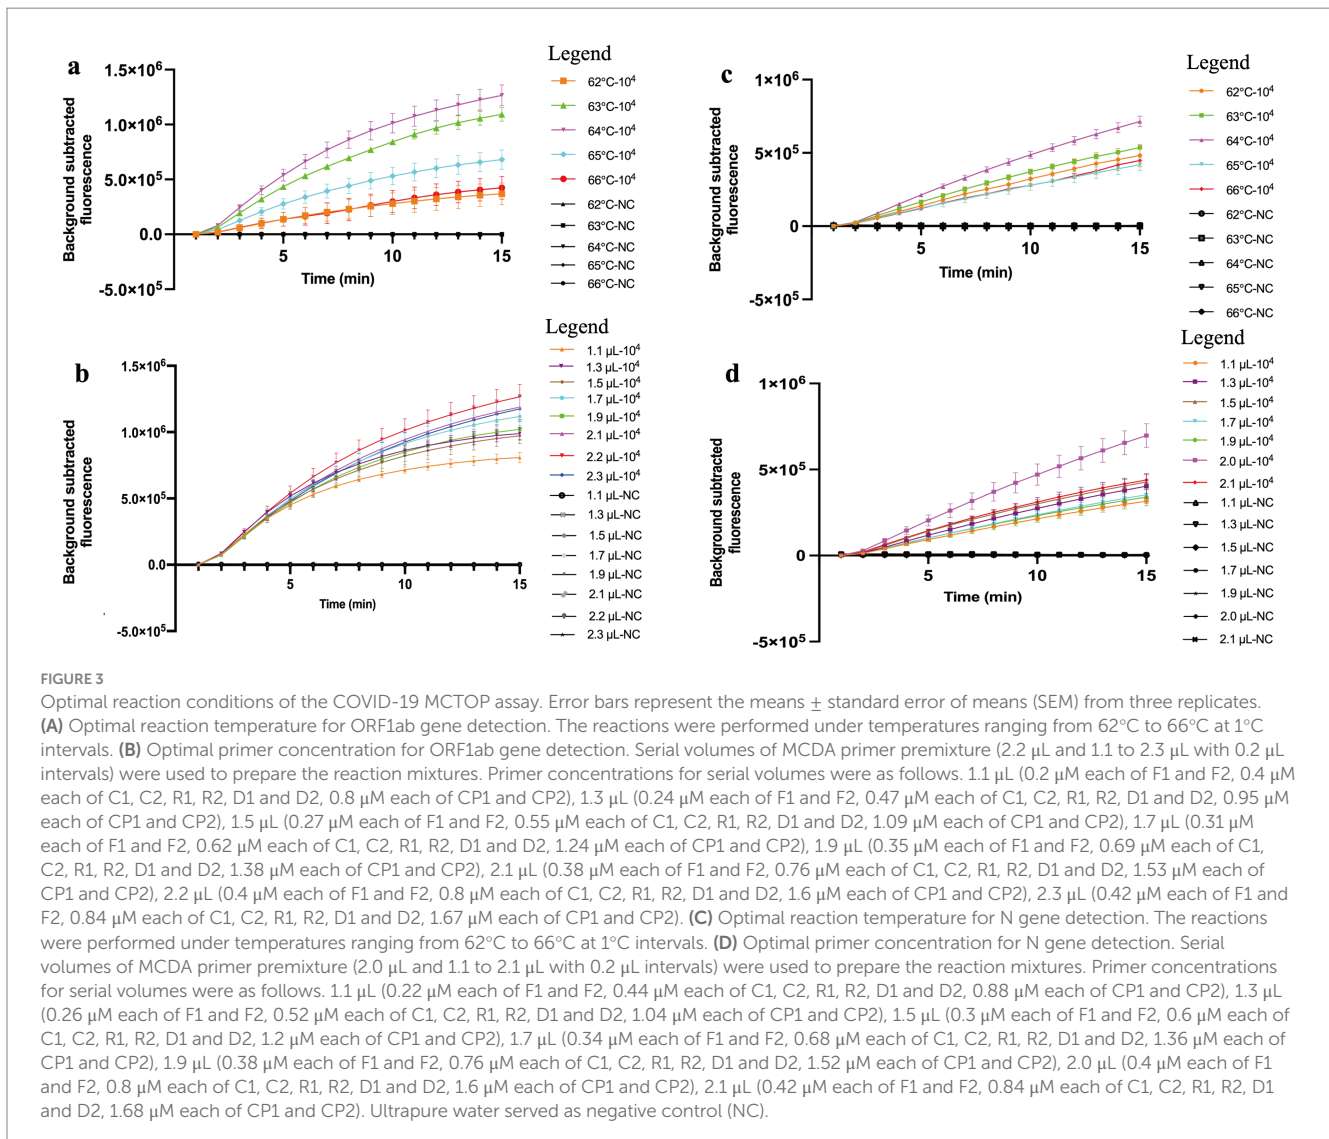 a
Background subtracted
fluorescence
1.5×10⁶
1.0×10⁶
5.0×10⁵
0.0
-5.0×10⁵
5
10
15
Time (min)
Legend
62°C-10⁴
63°C-10⁴
64°C-10⁴
65°C-10⁴
66°C-10⁴
62°C-NC
63°C-NC
64°C-NC
65°C-NC
66°C-NC
c
Background subtracted
fluorescence
1×10⁶
5×10⁵
0
-5×10⁵
5
10
15
Time (min)
Legend
62°C-10⁴
63°C-10⁴
64°C-10⁴
65°C-10⁴
66°C-10⁴
62°C-NC
63°C-NC
64°C-NC
65°C-NC
66°C-NC
b
Background subtracted
fluorescence
1.5×10⁶
1.0×10⁶
5.0×10⁵
0.0
-5.0×10⁵
5
10
15
Time (min)
Legend
1.1 μL-10⁴
1.3 μL-10⁴
1.5 μL-10⁴
1.7 μL-10⁴
1.9 μL-10⁴
2.1 μL-10⁴
2.2 μL-10⁴
2.3 μL-10⁴
1.1 μL-NC
1.3 μL-NC
1.5 μL-NC
1.7 μL-NC
1.9 μL-NC
2.1 μL-NC
2.2 μL-NC
2.3 μL-NC
d
Background subtracted
fluorescence
1×10⁶
5×10⁵
0
-5×10⁵
5
10
15
Time (min)
Legend
1.1 μL-10⁴
1.3 μL-10⁴
1.5 μL-10⁴
1.7 μL-10⁴
1.9 μL-10⁴
2.0 μL-10⁴
2.1 μL-10⁴
1.1 μL-NC
1.3 μL-NC
1.5 μL-NC
1.7 μL-NC
1.9 μL-NC
2.0 μL-NC
2.1 μL-NC
FIGURE 3
Optimal reaction conditions of the COVID-19 MCTOP assay. Error bars represent the means ± standard error of means (SEM) from three replicates.
(A) Optimal reaction temperature for ORF1ab gene detection. The reactions were performed under temperatures ranging from 62°C to 66°C at 1°C
intervals. (B) Optimal primer concentration for ORF1ab gene detection. Serial volumes of MCDA primer premixture (2.2 μL and 1.1 to 2.3 μL with 0.2 μL
intervals) were used to prepare the reaction mixtures. Primer concentrations for serial volumes were as follows. 1.1 μL (0.2 μM each of F1 and F2, 0.4 μM
each of C1, C2, R1, R2, D1 and D2, 0.8 μM each of CP1 and CP2), 1.3 μL (0.24 μM each of F1 and F2, 0.47 μM each of C1, C2, R1, R2, D1 and D2, 0.95 μM
each of CP1 and CP2), 1.5 μL (0.27 μM each of F1 and F2, 0.55 μM each of C1, C2, R1, R2, D1 and D2, 1.09 μM each of CP1 and CP2), 1.7 μL (0.31 μM
each of F1 and F2, 0.62 μM each of C1, C2, R1, R2, D1 and D2, 1.24 μM each of CP1 and CP2), 1.9 μL (0.35 μM each of F1 and F2, 0.69 μM each of C1,
C2, R1, R2, D1 and D2, 1.38 μM each of CP1 and CP2), 2.1 μL (0.38 μM each of F1 and F2, 0.76 μM each of C1, C2, R1, R2, D1 and D2, 1.53 μM each of
CP1 and CP2), 2.2 μL (0.4 μM each of F1 and F2, 0.8 μM each of C1, C2, R1, R2, D1 and D2, 1.6 μM each of CP1 and CP2), 2.3 μL (0.42 μM each of F1 and
F2, 0.84 μM each of C1, C2, R1, R2, D1 and D2, 1.67 μM each of CP1 and CP2). (C) Optimal reaction temperature for N gene detection. The reactions
were performed under temperatures ranging from 62°C to 66°C at 1°C intervals. (D) Optimal primer concentration for N gene detection. Serial
volumes of MCDA primer premixture (2.0 μL and 1.1 to 2.1 μL with 0.2 μL intervals) were used to prepare the reaction mixtures. Primer concentrations
for serial volumes were as follows. 1.1 μL (0.22 μM each of F1 and F2, 0.44 μM each of C1, C2, R1, R2, D1 and D2, 0.88 μM each of CP1 and CP2), 1.3 μL
(0.26 μM each of F1 and F2, 0.52 μM each of C1, C2, R1, R2, D1 and D2, 1.04 μM each of CP1 and CP2), 1.5 μL (0.3 μM each of F1 and F2, 0.6 μM each of
C1, C2, R1, R2, D1 and D2, 1.2 μM each of CP1 and CP2), 1.7 μL (0.34 μM each of F1 and F2, 0.68 μM each of C1, C2, R1, R2, D1 and D2, 1.36 μM each of
CP1 and CP2), 1.9 μL (0.38 μM each of F1 and F2, 0.76 μM each of C1, C2, R1, R2, D1 and D2, 1.52 μM each of CP1 and CP2), 2.0 μL (0.4 μM each of F1
and F2, 0.8 μM each of C1, C2, R1, R2, D1 and D2, 1.6 μM each of CP1 and CP2), 2.1 μL (0.42 μM each of F1 and F2, 0.84 μM each of C1, C2, R1, R2, D1
and D2, 1.68 μM each of CP1 and CP2). Ultrapure water served as negative control (NC).